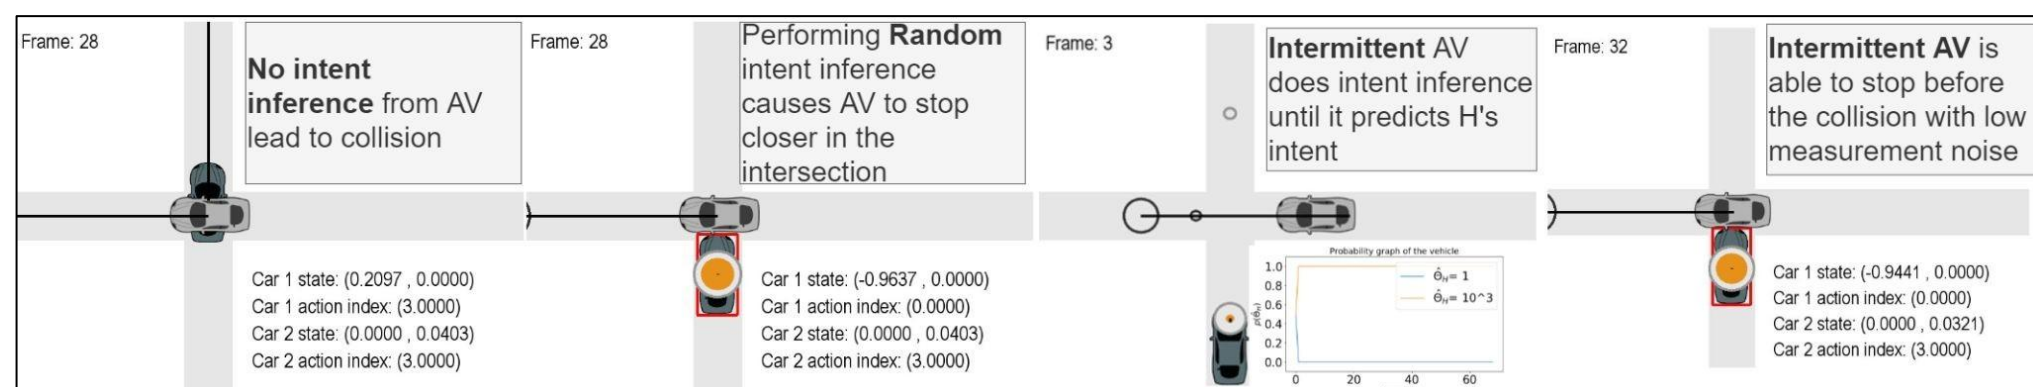 Frame: 28
No intent
inference from AV
lead to collision
Car 1 state: (0.2097 , 0.0000)
Car 1 action index: (3.0000)
Car 2 state: (0.0000 , 0.0403)
Car 2 action index: (3.0000)
Frame: 28
Performing Random
intent inference
causes AV to stop
closer in the
intersection
Car 1 state: (-0.9637 , 0.0000)
Car 1 action index: (0.0000)
Car 2 state: (0.0000 , 0.0403)
Car 2 action index: (3.0000)
Frame: 3
Intermittent AV
does intent inference
until it predicts H's
intent
Probability graph of the vehicle
1.0
0.8
0.6
0.4
0.2
0.0
p(Θ̂_H)
Θ̂_H= 1
Θ̂_H= 10^3
0 20 40 60
Frame: 32
Intermittent AV is
able to stop before
the collision with low
measurement noise
Car 1 state: (-0.9441 , 0.0000)
Car 1 action index: (0.0000)
Car 2 state: (0.0000 , 0.0321)
Car 2 action index: (3.0000)